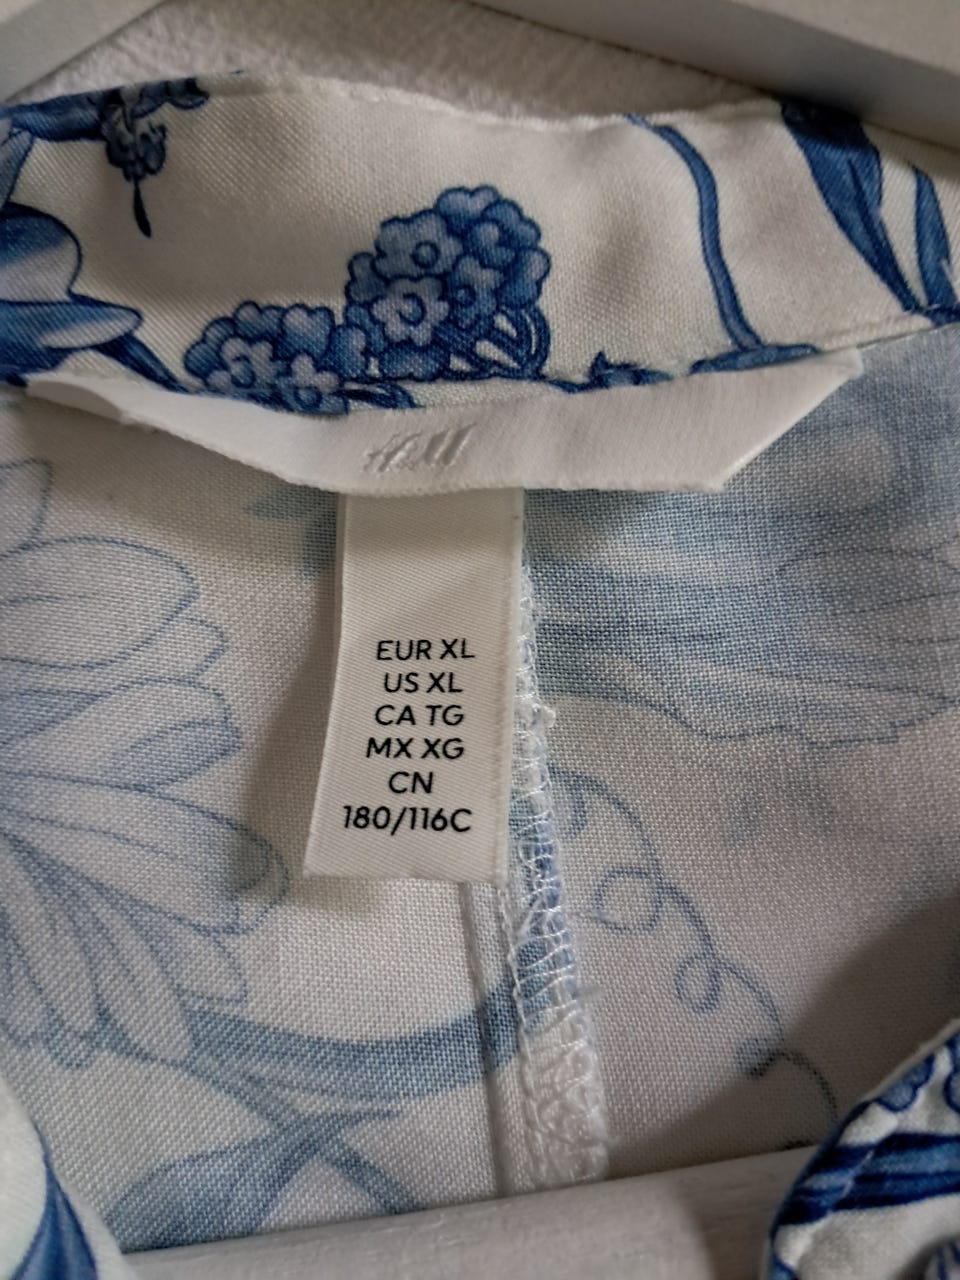 H&M
EUR XL
US XL
CA TG
MX XG
CN
180/116C